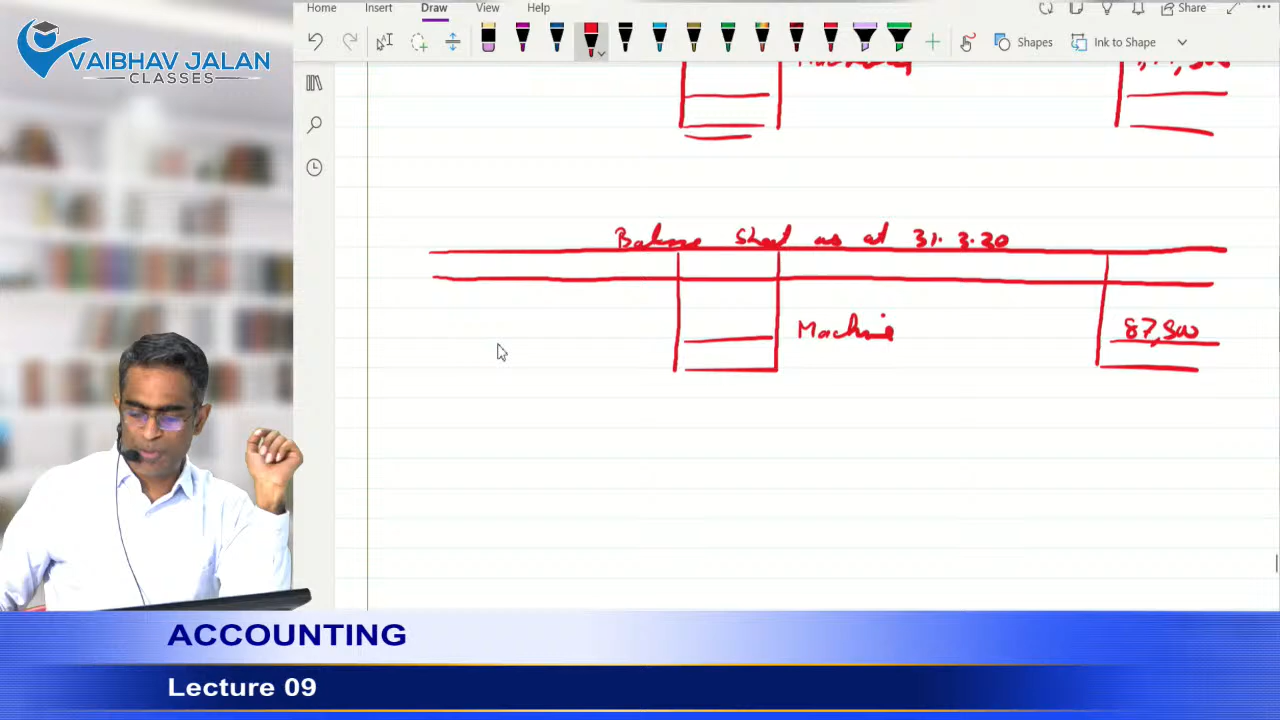 VAIBHAV JALAN
CLASSES
Home Insert Draw View Help
Share
Shapes
Ink to Shape
Balance Sheet as at 31.3.20
Machine 87,500
ACCOUNTING
Lecture 09